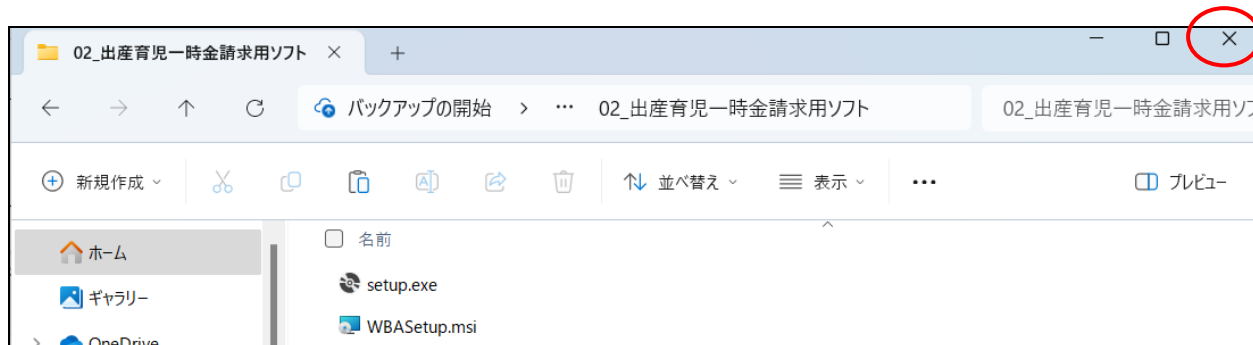 02_出産育児一時金請求用ソフト
バックアップの開始 > … 02_出産育児一時金請求用ソフト 02_出産育児一時金請求用ソフ
新規作成 並べ替え 表示 プレビュー
名前
ホーム
setup.exe
ギャラリー
WBASetup.msi
OneDrive